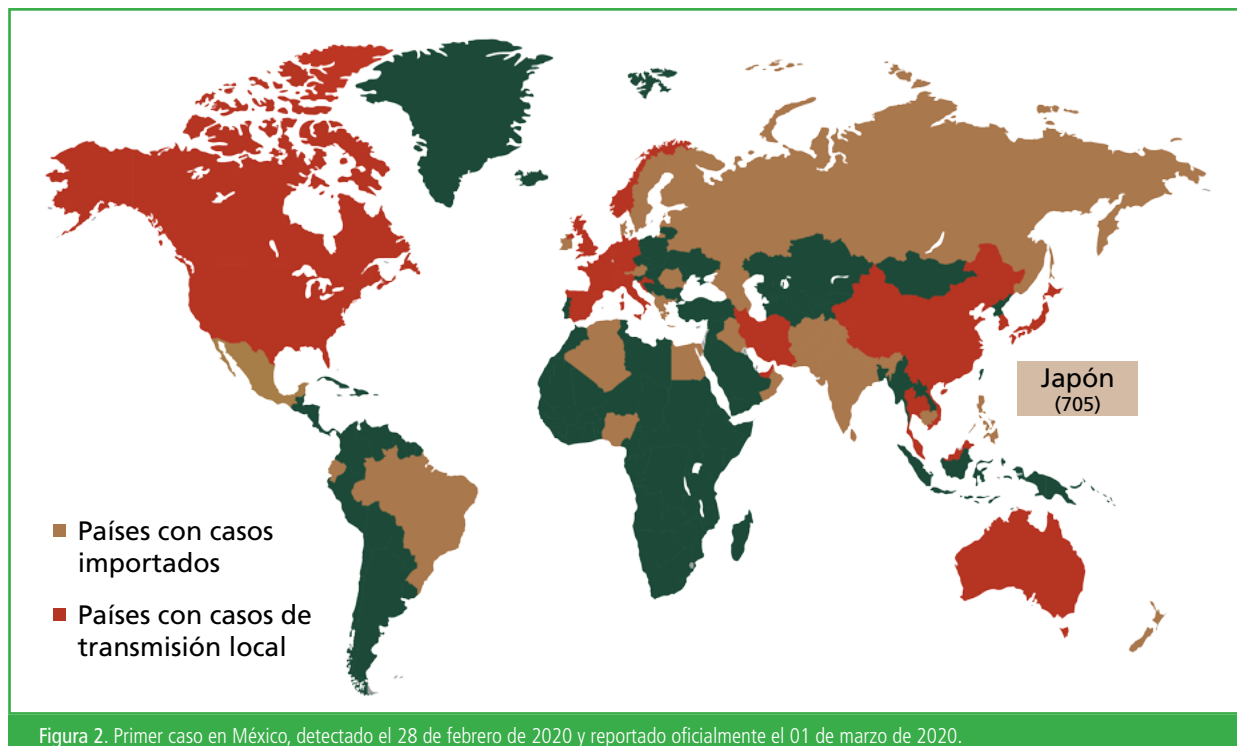 Japón
(705)
Países con casos
importados
Países con casos de
transmisión local
Figura 2. Primer caso en México, detectado el 28 de febrero de 2020 y reportado oficialmente el 01 de marzo de 2020.